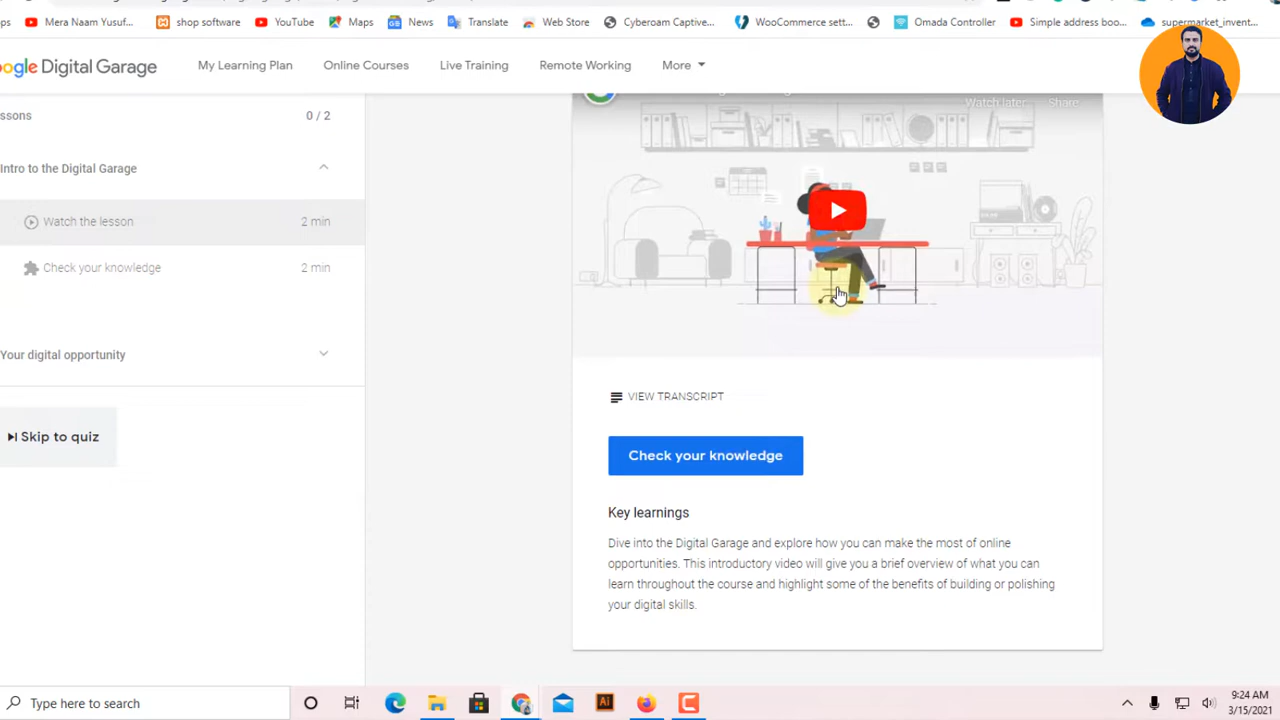 ps Mera Naam Yusuf... shop software YouTube Maps News Translate Web Store Cyberoam Captive... WooCommerce sett... Omada Controller Simple address boo... supermarket_invent...
ogle Digital Garage My Learning Plan Online Courses Live Training Remote Working More
Watch later Share
ssons 0 / 2
Intro to the Digital Garage
Watch the lesson 2 min
Check your knowledge 2 min
Your digital opportunity
Skip to quiz
VIEW TRANSCRIPT
Check your knowledge
Key learnings
Dive into the Digital Garage and explore how you can make the most of online
opportunities. This introductory video will give you a brief overview of what you can
learn throughout the course and highlight some of the benefits of building or polishing
your digital skills.
Type here to search
Ai
9:24 AM
3/15/2021